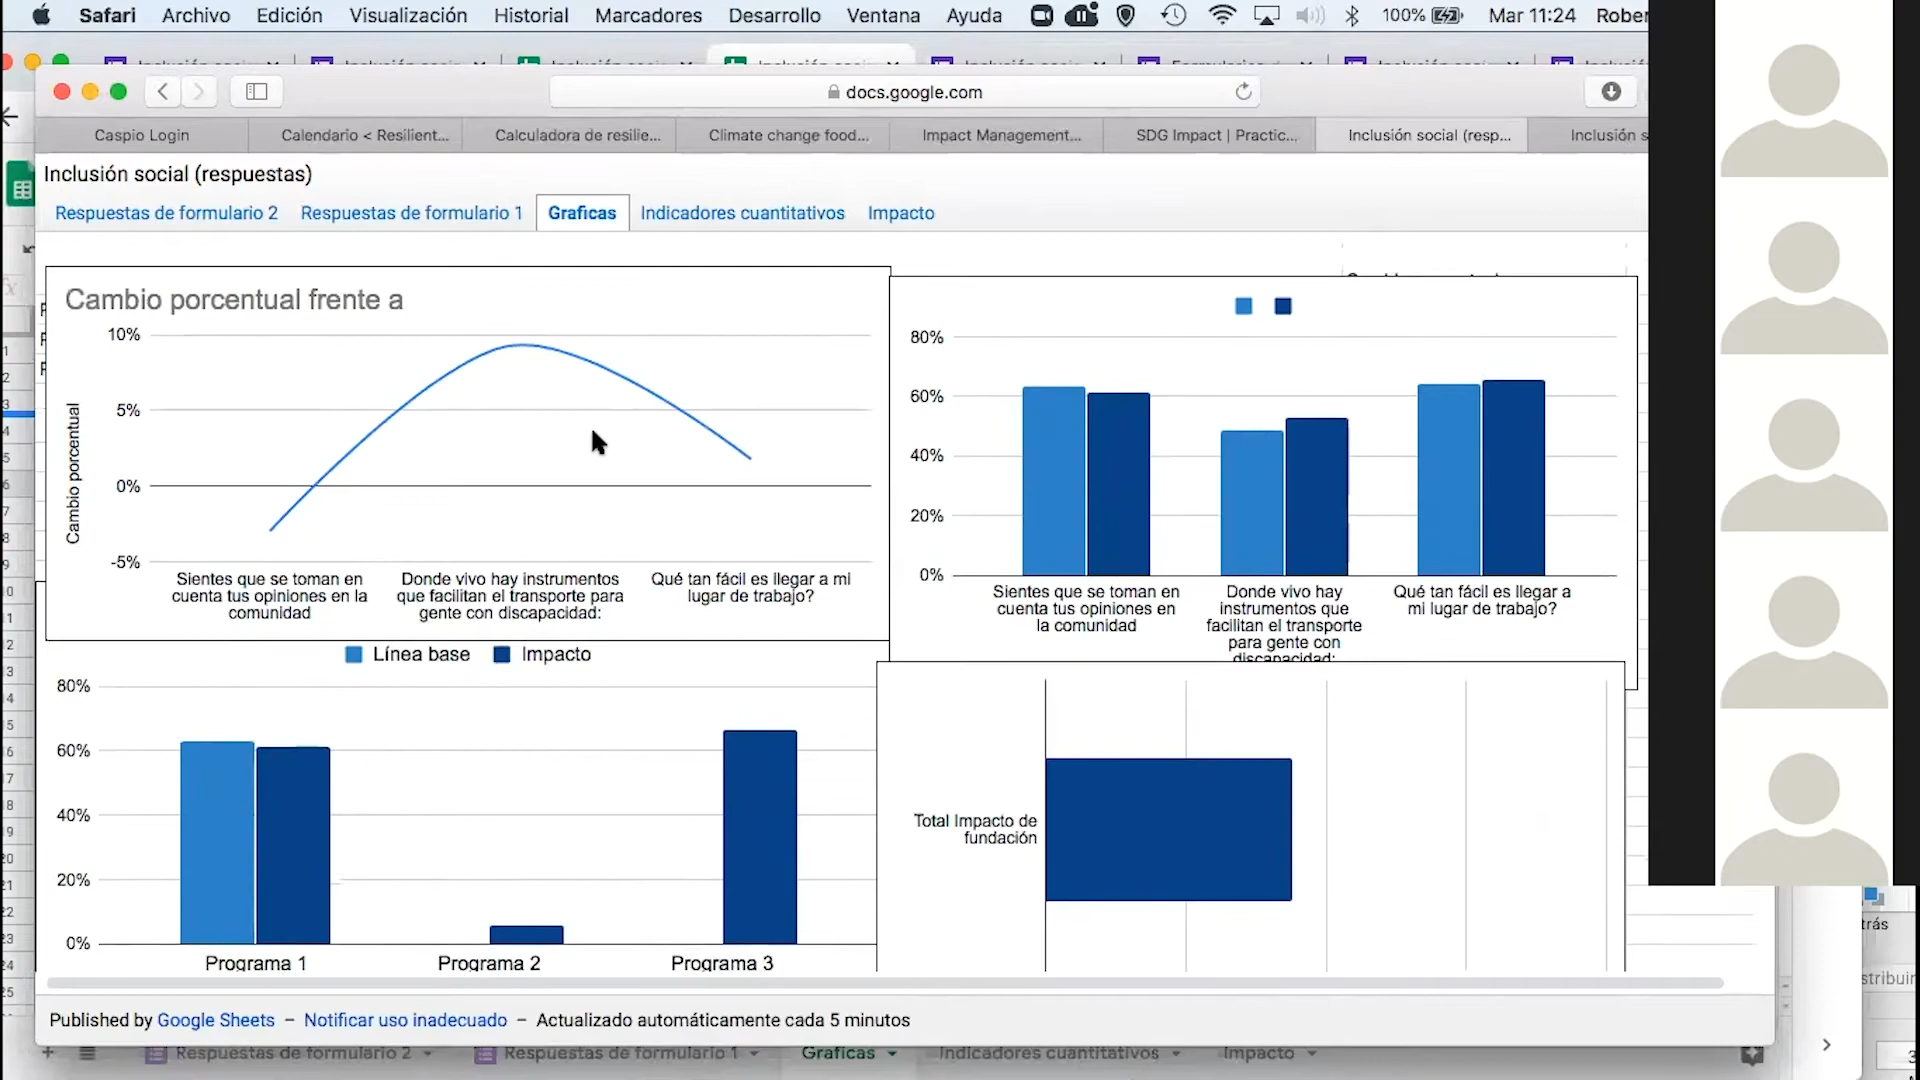 Safari Archivo Edición Visualización Historial Marcadores Desarrollo Ventana Ayuda 100% Mar 11:24
docs.google.com
Caspio Login Calendario < Resilient... Calculadora de resilie... Climate change food... Impact Management... SDG Impact | Practic... Inclusión social (resp... Inclusión s
Inclusión social (respuestas)
Respuestas de formulario 2 Respuestas de formulario 1 Graficas Indicadores cuantitativos Impacto
Cambio porcentual frente a
Cambio porcentual
10%
5%
0%
-5%
Sientes que se toman en
cuenta tus opiniones en la
comunidad
Donde vivo hay instrumentos
que facilitan el transporte para
gente con discapacidad:
Qué tan fácil es llegar a mi
lugar de trabajo?
80%
60%
40%
20%
0%
Sientes que se toman en
cuenta tus opiniones en
la comunidad
Donde vivo hay
instrumentos que
facilitan el transporte
para gente con
discapacidad:
Qué tan fácil es llegar a
mi lugar de trabajo?
Línea base Impacto
80%
60%
40%
20%
0%
Programa 1 Programa 2 Programa 3
Total Impacto de
fundación
Published by Google Sheets – Notificar uso inadecuado – Actualizado automáticamente cada 5 minutos
Respuestas de formulario 2 Respuestas de formulario 1 Graficas Indicadores cuantitativos Impacto